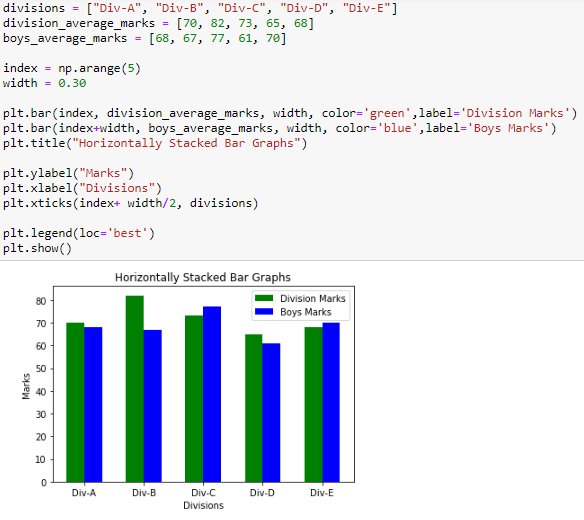 divisions = ["Div-A", "Div-B", "Div-C", "Div-D", "Div-E"]
division_average_marks = [70, 82, 73, 65, 68]
boys_average_marks = [68, 67, 77, 61, 70]
index = np.arange(5)
width = 0.30
plt.bar(index, division_average_marks, width, color='green',label='Division Marks')
plt.bar(index+width, boys_average_marks, width, color='blue',label='Boys Marks')
plt.title("Horizontally Stacked Bar Graphs")
plt.ylabel("Marks")
plt.xlabel("Divisions")
plt.xticks(index+ width/2, divisions)
plt.legend(loc='best')
plt.show()
Horizontally Stacked Bar Graphs
Division Marks
Boys Marks
80
70
60
50
40
30
20
10
0
Marks
Div-A Div-B Div-C Div-D Div-E
Divisions